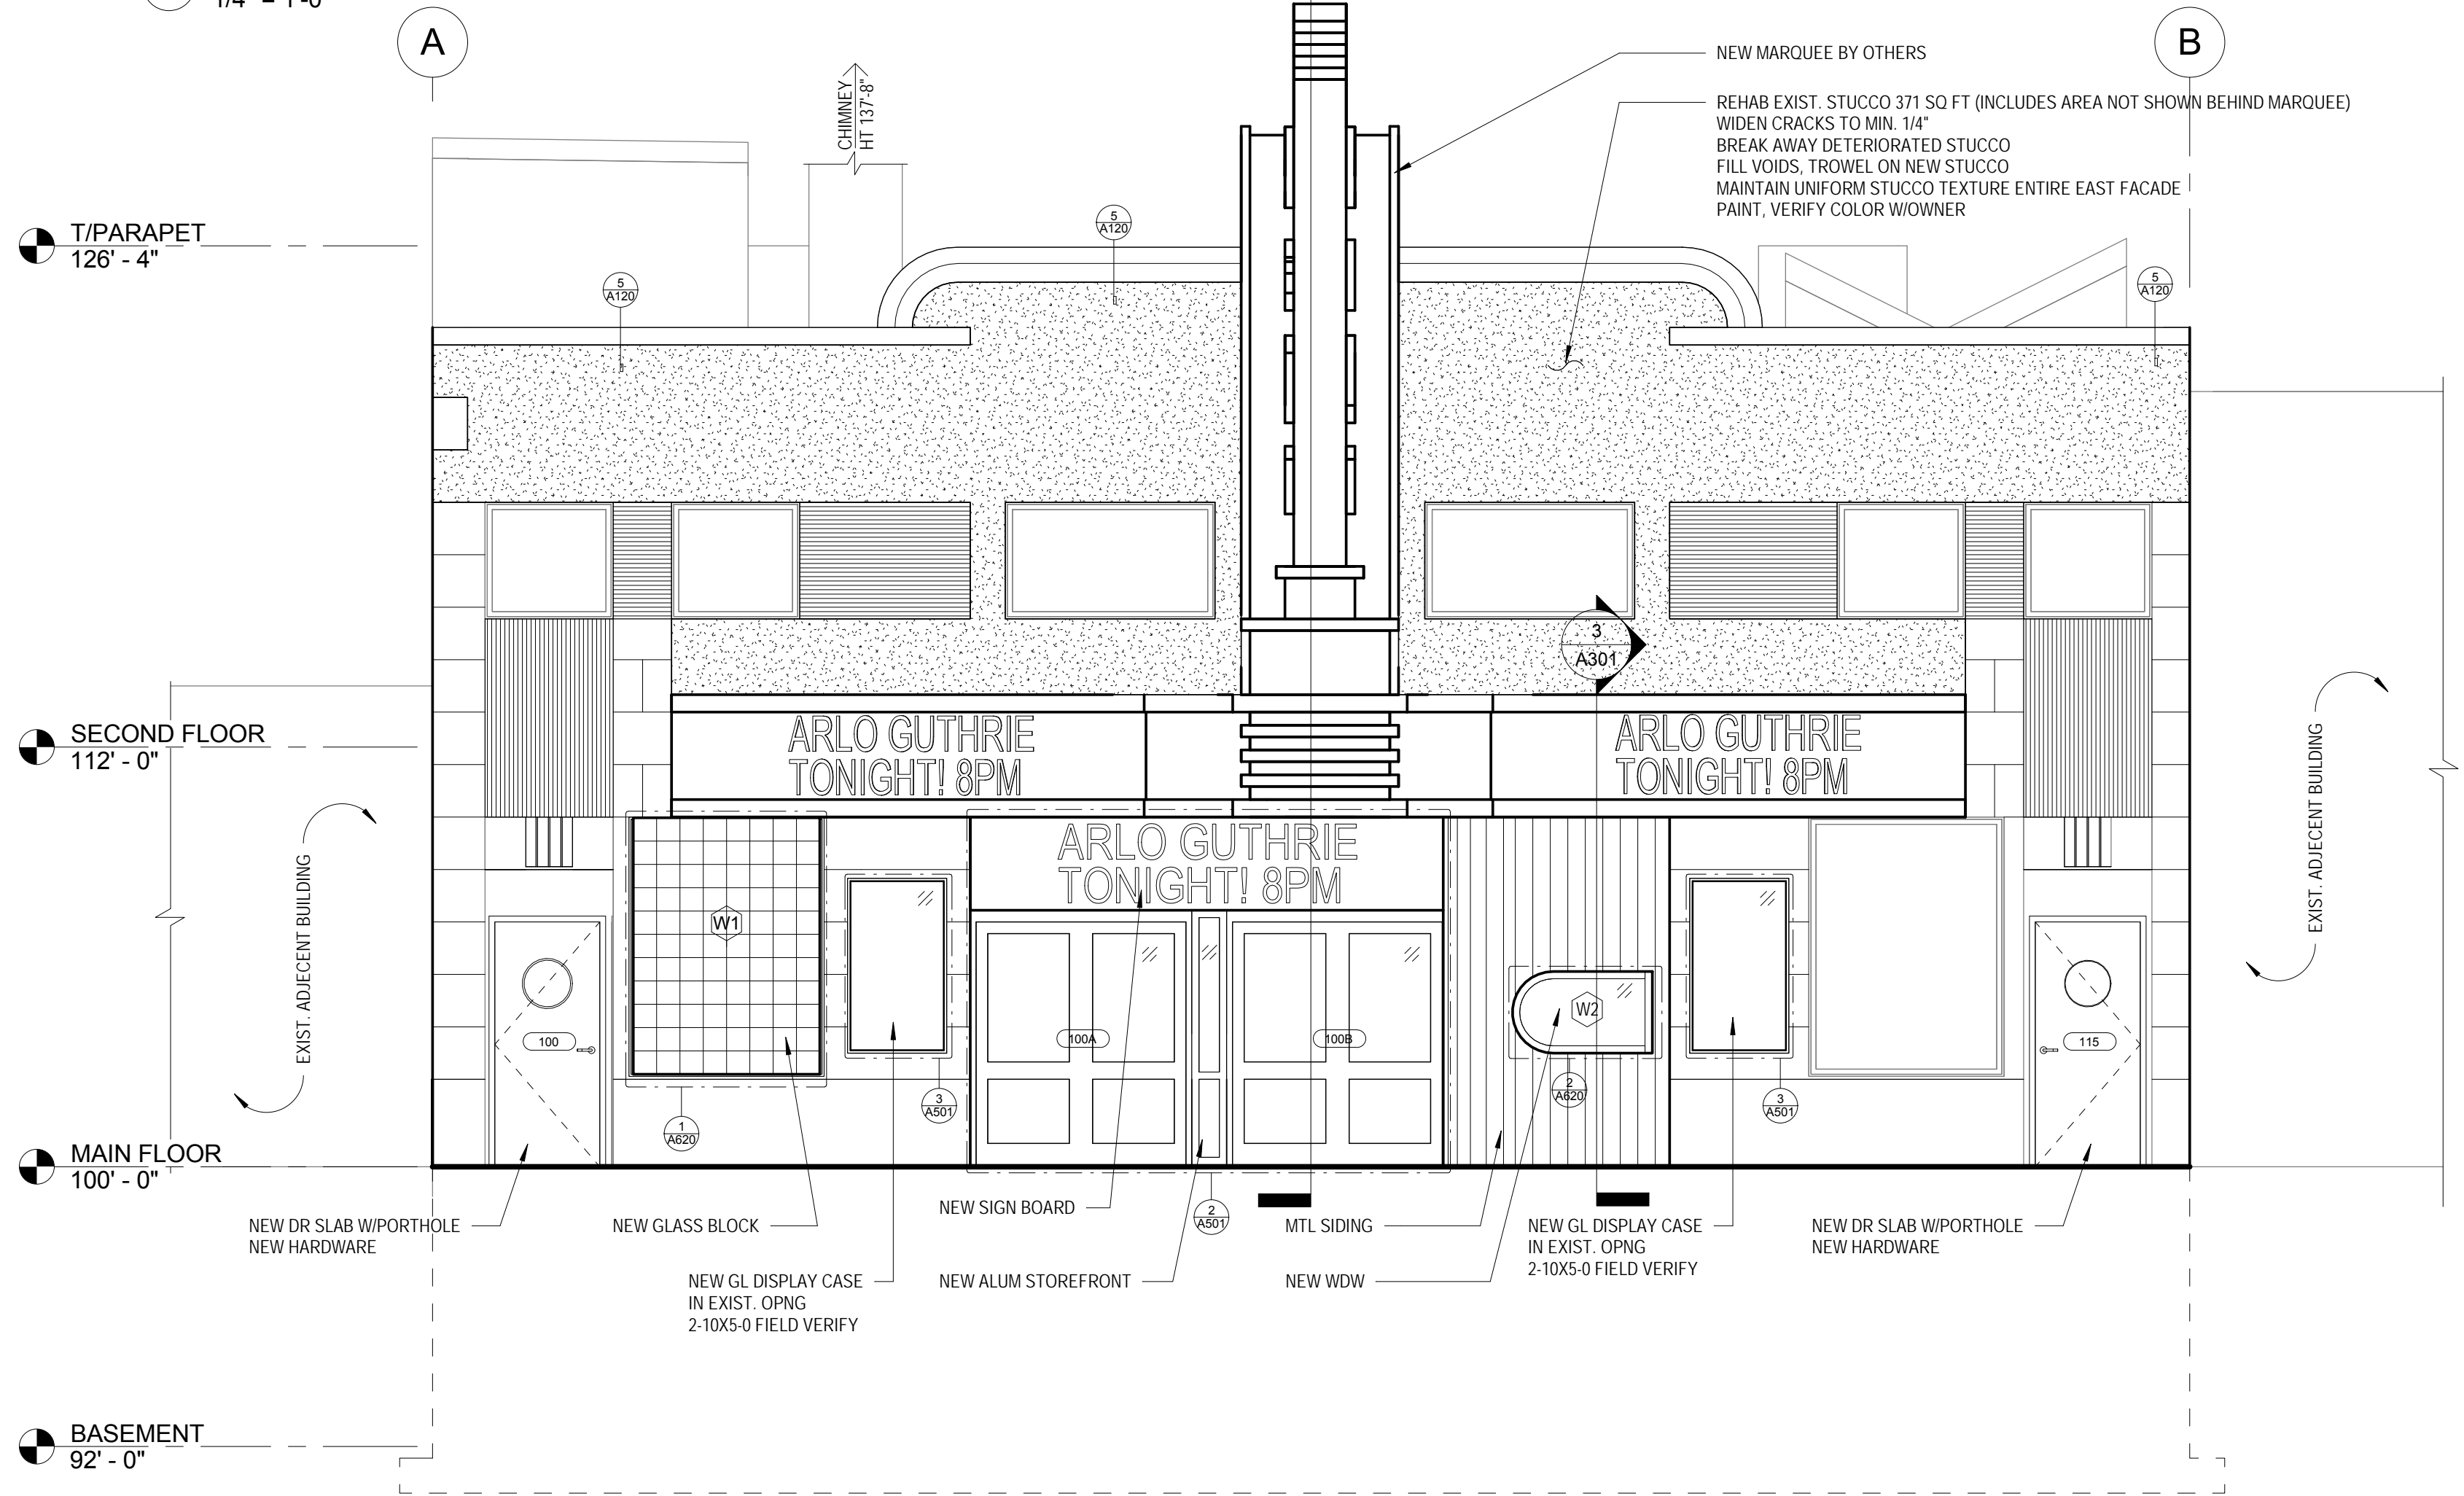 1/4" = 1'-0"
A
B
CHIMNEY
HT 137'-8"
NEW MARQUEE BY OTHERS
REHAB EXIST. STUCCO 371 SQ FT (INCLUDES AREA NOT SHOWN BEHIND MARQUEE)
WIDEN CRACKS TO MIN. 1/4"
BREAK AWAY DETERIORATED STUCCO
FILL VOIDS, TROWEL ON NEW STUCCO
MAINTAIN UNIFORM STUCCO TEXTURE ENTIRE EAST FACADE
PAINT, VERIFY COLOR W/OWNER
T/PARAPET
126' - 4"
5
A120
5
A120
5
A120
3
A301
SECOND FLOOR
112' - 0"
ARLO GUTHRIE
TONIGHT! 8PM
ARLO GUTHRIE
TONIGHT! 8PM
ARLO GUTHRIE
TONIGHT! 8PM
EXIST. ADJECENT BUILDING
EXIST. ADJECENT BUILDING
W1
W2
100
100A
100B
115
1
A620
3
A501
2
A620
3
A501
MAIN FLOOR
100' - 0"
2
A501
NEW DR SLAB W/PORTHOLE
NEW HARDWARE
NEW GLASS BLOCK
NEW GL DISPLAY CASE
IN EXIST. OPNG
2-10X5-0 FIELD VERIFY
NEW SIGN BOARD
NEW ALUM STOREFRONT
MTL SIDING
NEW WDW
NEW GL DISPLAY CASE
IN EXIST. OPNG
2-10X5-0 FIELD VERIFY
NEW DR SLAB W/PORTHOLE
NEW HARDWARE
BASEMENT
92' - 0"